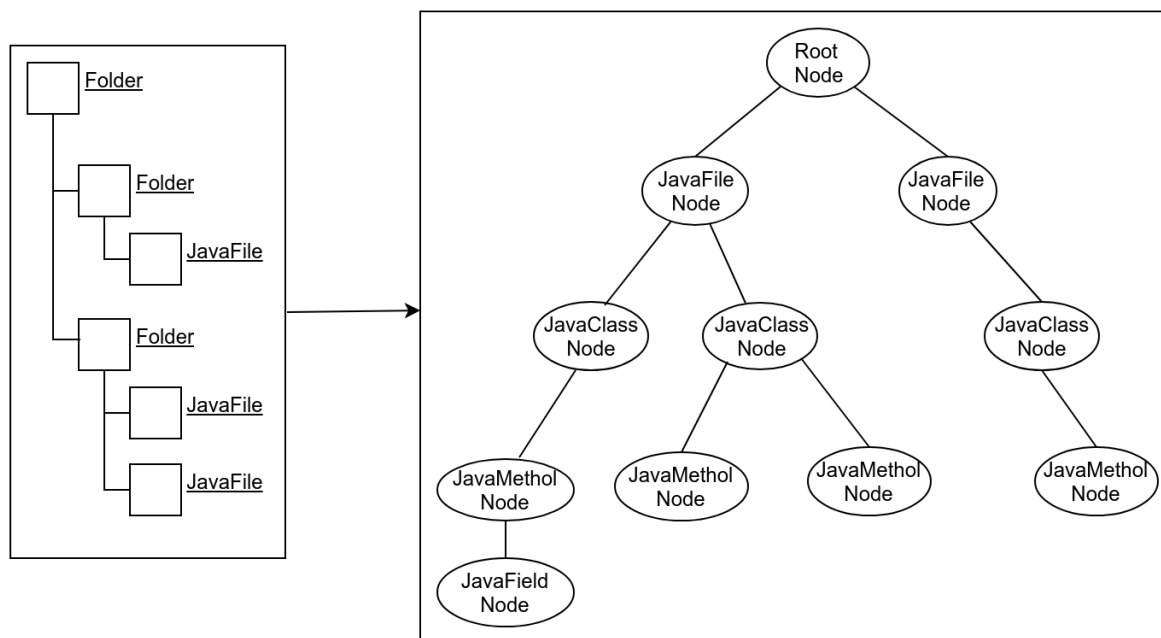 Folder
Folder
JavaFile
Folder
JavaFile
JavaFile
Root
Node
JavaFile
Node
JavaFile
Node
JavaClass
Node
JavaClass
Node
JavaClass
Node
JavaMethol
Node
JavaMethol
Node
JavaMethol
Node
JavaMethol
Node
JavaField
Node